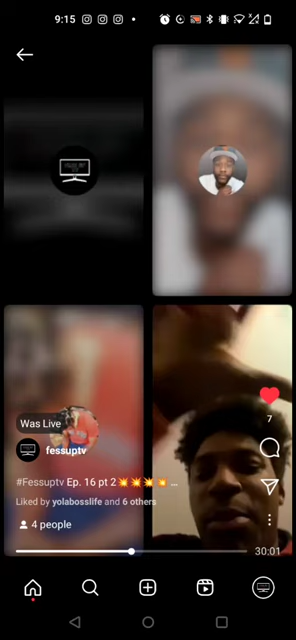 9:15
Was Live
fessuptv
#Fessuptv Ep. 16 pt 2💥💥💥💥 ...
Liked by yolabosslife and 6 others
4 people
7
30:01